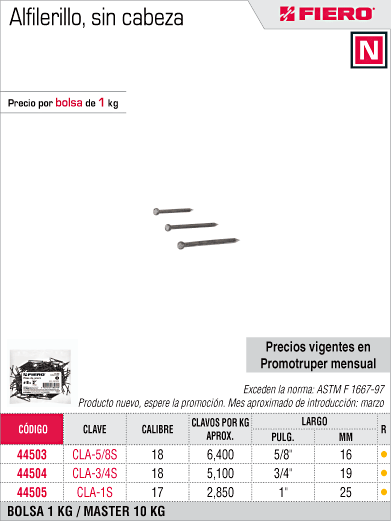 Alfilerillo, sin cabeza
FIERO®
N
Precio por bolsa de 1 kg
FIERO
Precios vigentes en
Promotruper mensual
Exceden la norma: ASTM F 1667-97
Producto nuevo, espere la promoción. Mes aproximado de introducción: marzo
CÓDIGO CLAVE CALIBRE CLAVOS POR KG APROX. LARGO R
PULG. MM
44503 CLA-5/8S 18 6,400 5/8" 16
44504 CLA-3/4S 18 5,100 3/4" 19
44505 CLA-1S 17 2,850 1" 25
BOLSA 1 KG / MASTER 10 KG